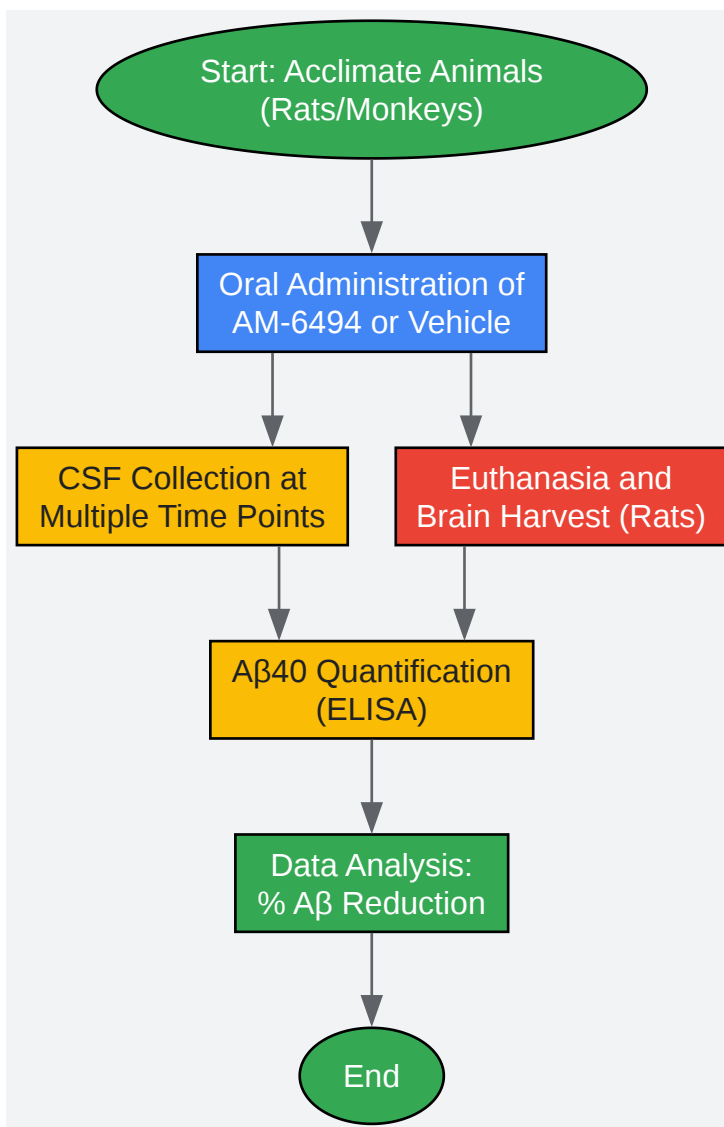 Start: Acclimate Animals
(Rats/Monkeys)
Oral Administration of
AM-6494 or Vehicle
CSF Collection at
Multiple Time Points
Euthanasia and
Brain Harvest (Rats)
Aβ40 Quantification
(ELISA)
Data Analysis:
% Aβ Reduction
End